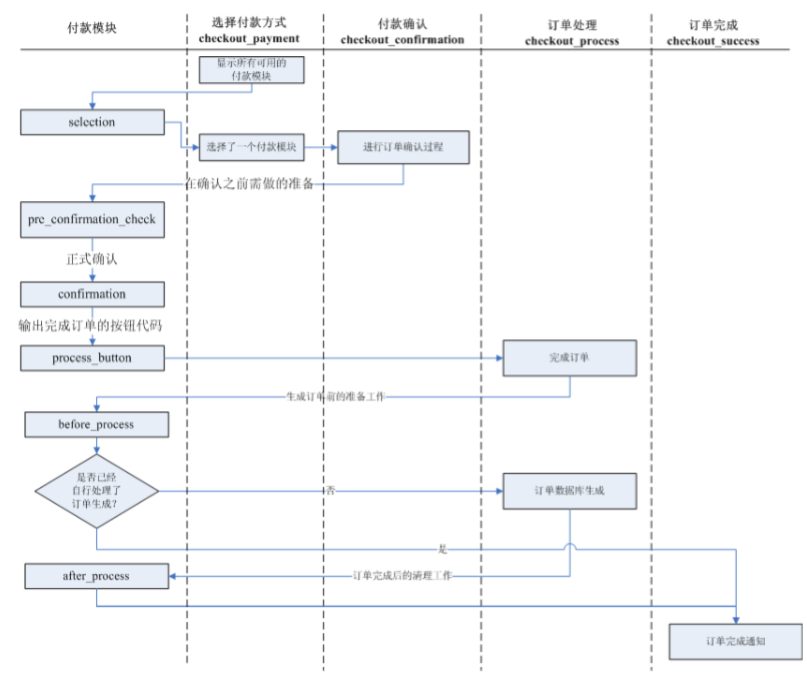 付款模块
选择付款方式
checkout_payment
付款确认
checkout_confirmation
订单处理
checkout_process
订单完成
checkout_success
显示所有可用的
付款模块
selection
选择了一个付款模块
进行订单确认过程
在确认之前需做的准备
pre_confirmation_check
正式确认
confirmation
输出完成订单的按钮代码
process_button
完成订单
生成订单前的准备工作
before_process
是否已经
自行处理了
订单生成?
否
订单数据库生成
是
after_process
订单完成后的清理工作
订单完成通知